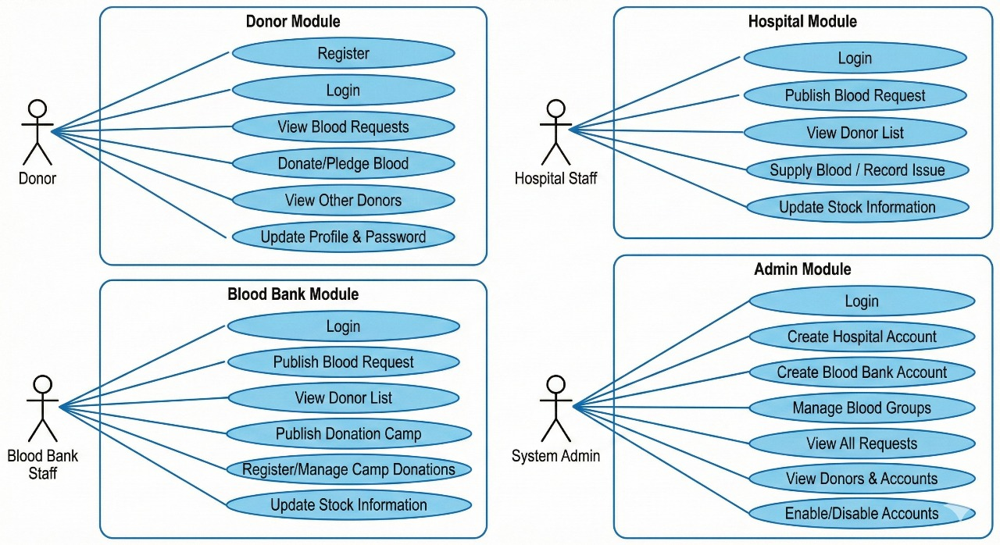 Donor Module
Register
Login
View Blood Requests
Donate/Pledge Blood
View Other Donors
Update Profile & Password
Donor
Hospital Module
Login
Publish Blood Request
View Donor List
Supply Blood / Record Issue
Update Stock Information
Hospital Staff
Blood Bank Module
Login
Publish Blood Request
View Donor List
Publish Donation Camp
Register/Manage Camp Donations
Update Stock Information
Blood Bank
Staff
Admin Module
Login
Create Hospital Account
Create Blood Bank Account
Manage Blood Groups
View All Requests
View Donors & Accounts
Enable/Disable Accounts
System Admin